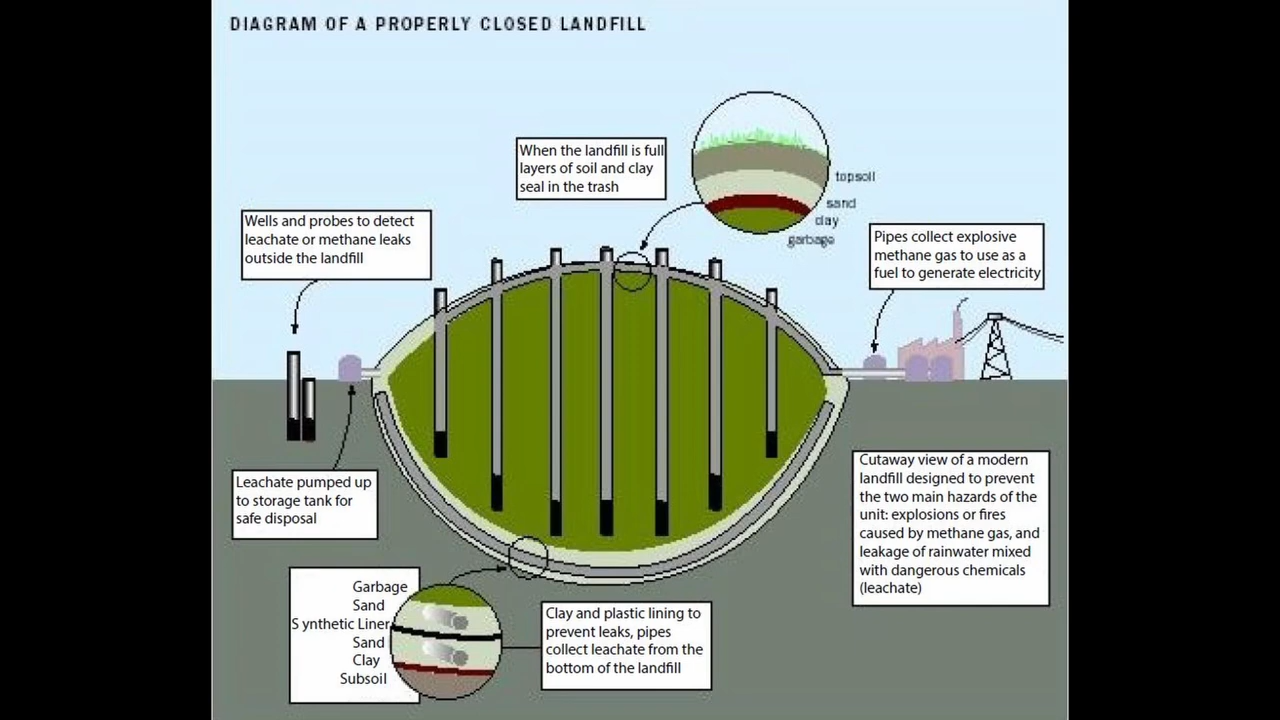 DIAGRAM OF A PROPERLY CLOSED LANDFILL
When the landfill is full
layers of soil and clay
seal in the trash
topsoil
sand
clay
garbage
Wells and probes to detect
leachate or methane leaks
outside the landfill
Pipes collect explosive
methane gas to use as a
fuel to generate electricity
Leachate pumped up
to storage tank for
safe disposal
Cutaway view of a modern
landfill designed to prevent
the two main hazards of the
unit: explosions or fires
caused by methane gas, and
leakage of rainwater mixed
with dangerous chemicals
(leachate)
Garbage
Sand
S ynthetic Liner
Sand
Clay
Subsoil
Clay and plastic lining to
prevent leaks, pipes
collect leachate from the
bottom of the landfill